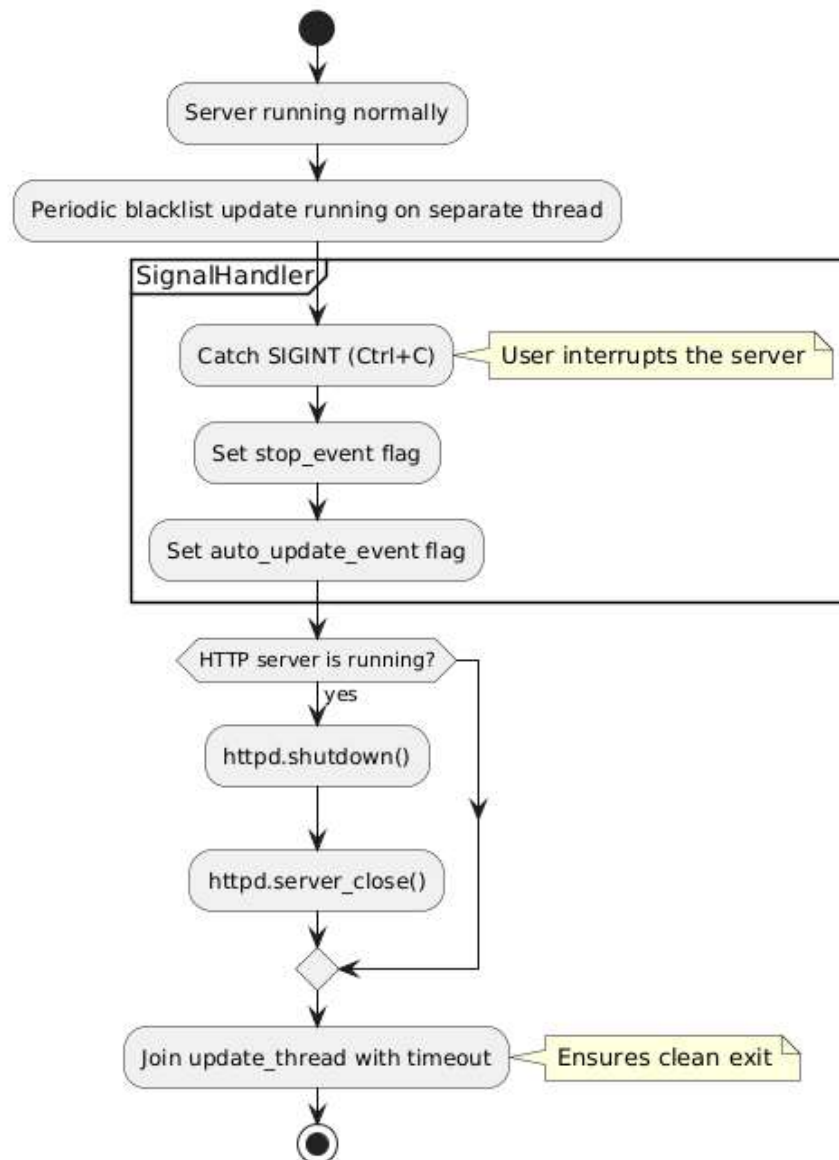 Server running normally
Periodic blacklist update running on separate thread
SignalHandler
Catch SIGINT (Ctrl+C)
User interrupts the server
Set stop_event flag
Set auto_update_event flag
HTTP server is running?
yes
httpd.shutdown()
httpd.server_close()
Join update_thread with timeout
Ensures clean exit